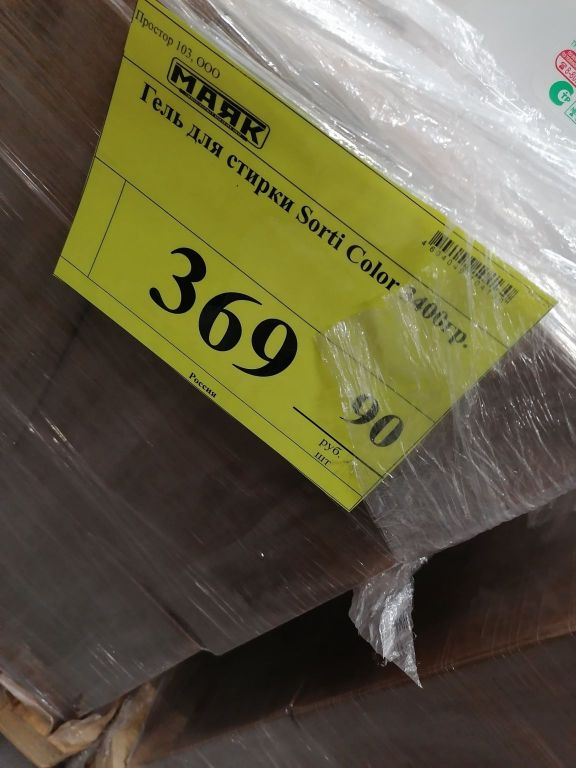 Простор 103, ООО
МАЯК
Гель для стирки Sorti Color
369
90
руб.
шт
Россия